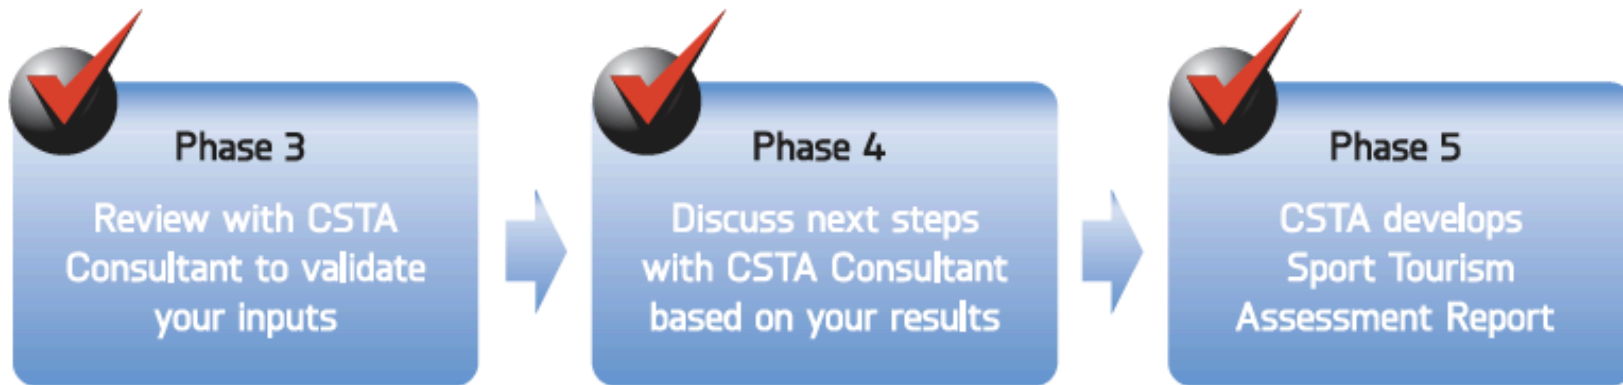 Phase 3
Review with CSTA
Consultant to validate
your inputs
Phase 4
Discuss next steps
with CSTA Consultant
based on your results
Phase 5
CSTA develops
Sport Tourism
Assessment Report